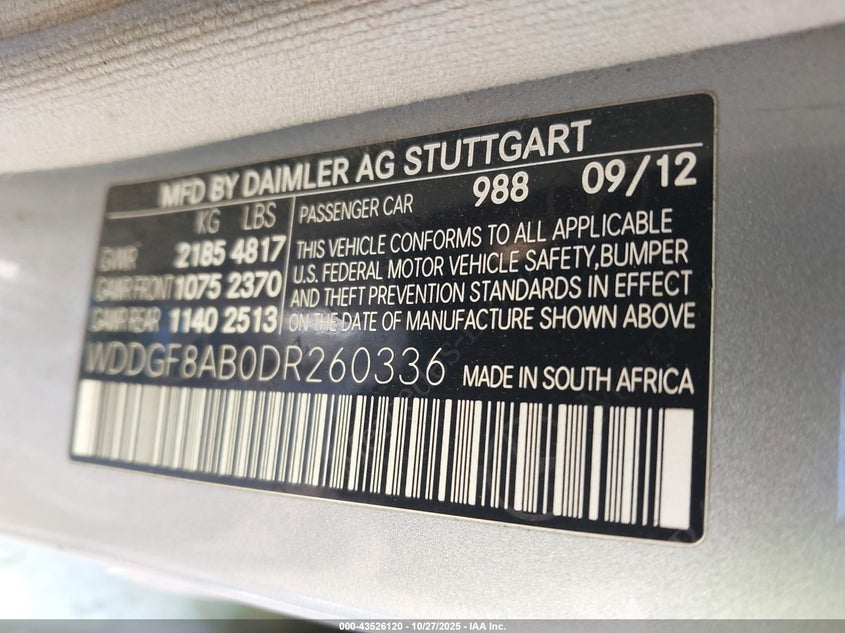 MFD BY DAIMLER AG STUTTGART
KG LBS
GWR 2185 4817
GAWR FRONT 1075 2370
GAWR REAR 1140 2513
PASSENGER CAR 988 09/12
THIS VEHICLE CONFORMS TO ALL APPLICABLE
U.S. FEDERAL MOTOR VEHICLE SAFETY,BUMPER
AND THEFT PREVENTION STANDARDS IN EFFECT
ON THE DATE OF MANUFACTURE SHOWN ABOVE
WDDGF8AB0DR260336 MADE IN SOUTH AFRICA
000-43526120 | 10/27/2025 - IAA Inc.